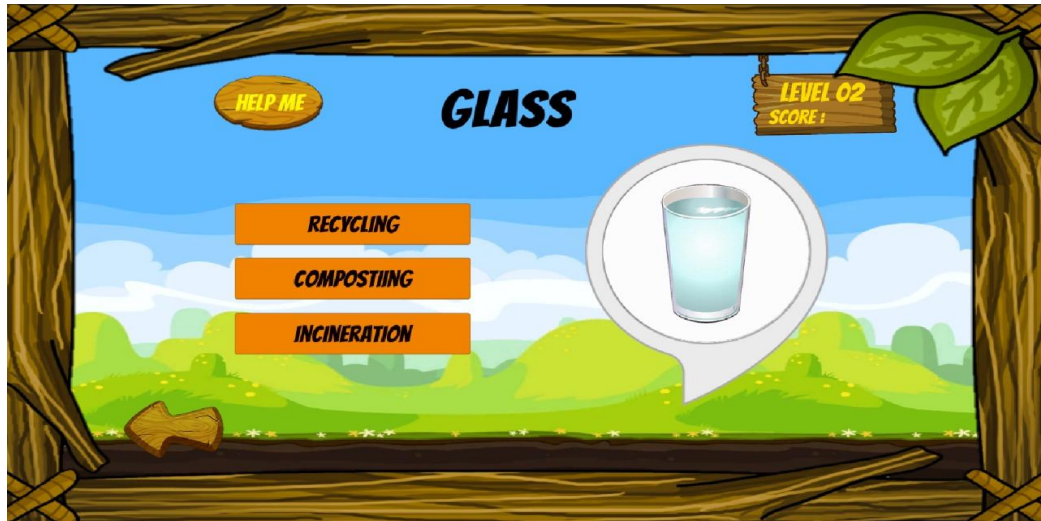 HELP ME
GLASS
LEVEL 02
SCORE :
RECYCLING
COMPOSTIING
INCINERATION